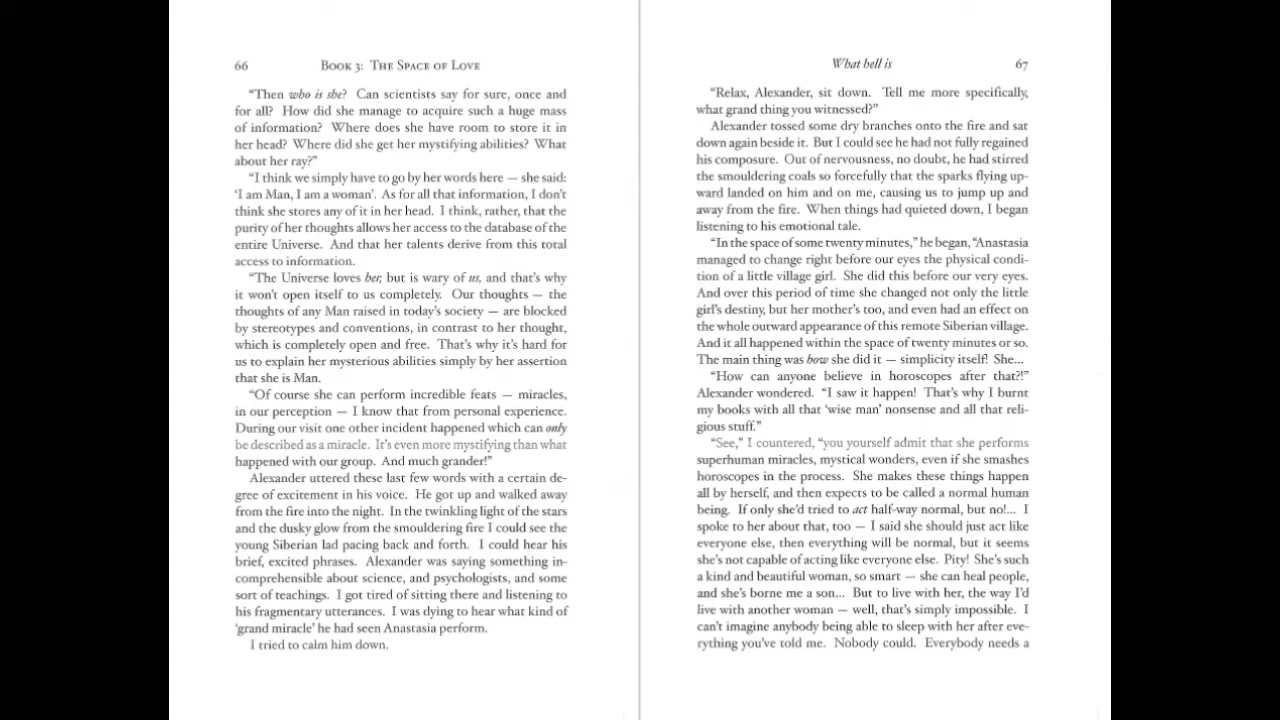 66 BOOK 3: THE SPACE OF LOVE
"Then who is she? Can scientists say for sure, once and
for all? How did she manage to acquire such a huge mass
of information? Where does she have room to store it in
her head? Where did she get her mystifying abilities? What
about her ray?"
"I think we simply have to go by her words here — she said:
'I am Man, I am a woman'. As for all that information, I don't
think she stores any of it in her head. I think, rather, that the
purity of her thoughts allows her access to the database of the
entire Universe. And that her talents derive from this total
access to information.
"The Universe loves her, but is wary of us, and that's why
it won't open itself to us completely. Our thoughts — the
thoughts of any Man raised in today's society — are blocked
by stereotypes and conventions, in contrast to her thought,
which is completely open and free. That's why it's hard for
us to explain her mysterious abilities simply by her assertion
that she is Man.
"Of course she can perform incredible feats — miracles,
in our perception — I know that from personal experience.
During our visit one other incident happened which can only
be described as a miracle. It's even more mystifying than what
happened with our group. And much grander!"
Alexander uttered these last few words with a certain de-
gree of excitement in his voice. He got up and walked away
from the fire into the night. In the twinkling light of the stars
and the dusky glow from the smouldering fire I could see the
young Siberian lad pacing back and forth. I could hear his
brief, excited phrases. Alexander was saying something in-
comprehensible about science, and psychologists, and some
sort of teachings. I got tired of sitting there and listening to
his fragmentary utterances. I was dying to hear what kind of
'grand miracle' he had seen Anastasia perform.
I tried to calm him down.
What hell is 67
"Relax, Alexander, sit down. Tell me more specifically,
what grand thing you witnessed?"
Alexander tossed some dry branches onto the fire and sat
down again beside it. But I could see he had not fully regained
his composure. Out of nervousness, no doubt, he had stirred
the smouldering coals so forcefully that the sparks flying up-
ward landed on him and on me, causing us to jump up and
away from the fire. When things had quieted down, I began
listening to his emotional tale.
"In the space of some twenty minutes," he began, "Anastasia
managed to change right before our eyes the physical condi-
tion of a little village girl. She did this before our very eyes.
And over this period of time she changed not only the little
girl's destiny, but her mother's too, and even had an effect on
the whole outward appearance of this remote Siberian village.
And it all happened within the space of twenty minutes or so.
The main thing was how she did it — simplicity itself! She...
"How can anyone believe in horoscopes after that?!"
Alexander wondered. "I saw it happen! That's why I burnt
my books with all that 'wise man' nonsense and all that reli-
gious stuff."
"See," I countered, "you yourself admit that she performs
superhuman miracles, mystical wonders, even if she smashes
horoscopes in the process. She makes these things happen
all by herself, and then expects to be called a normal human
being. If only she'd tried to act half-way normal, but no!... I
spoke to her about that, too — I said she should just act like
everyone else, then everything will be normal, but it seems
she's not capable of acting like everyone else. Pity! She's such
a kind and beautiful woman, so smart — she can heal people,
and she's borne me a son... But to live with her, the way I'd
live with another woman — well, that's simply impossible. I
can't imagine anybody being able to sleep with her after eve-
rything you've told me. Nobody could. Everybody needs a